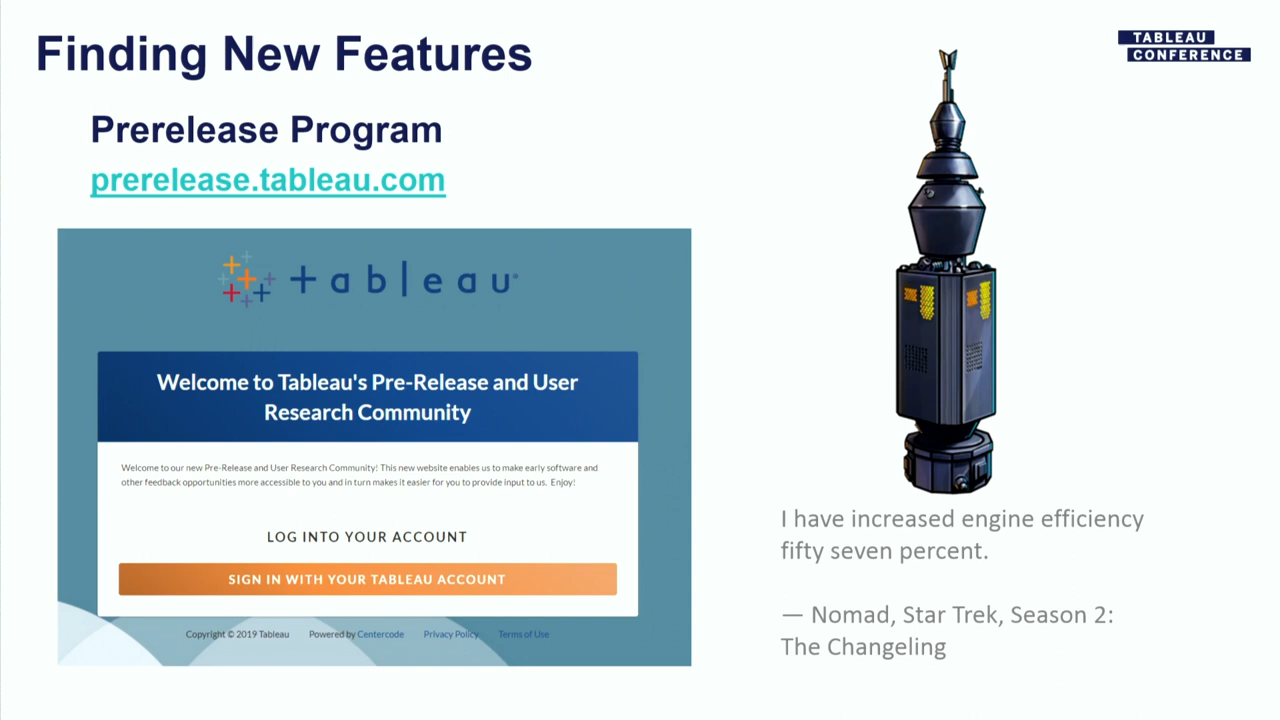 Finding New Features
TABLEAU
CONFERENCE
Prerelease Program
prerelease.tableau.com
+ableau®
Welcome to Tableau's Pre-Release and User
Research Community
Welcome to our new Pre-Release and User Research Community! This new website enables us to make early software and
other feedback opportunities more accessible to you and in turn makes it easier for you to provide input to us. Enjoy!
LOG INTO YOUR ACCOUNT
SIGN IN WITH YOUR TABLEAU ACCOUNT
Copyright © 2019 Tableau Powered by Centercode Privacy Policy Terms of Use
I have increased engine efficiency
fifty seven percent.
— Nomad, Star Trek, Season 2:
The Changeling